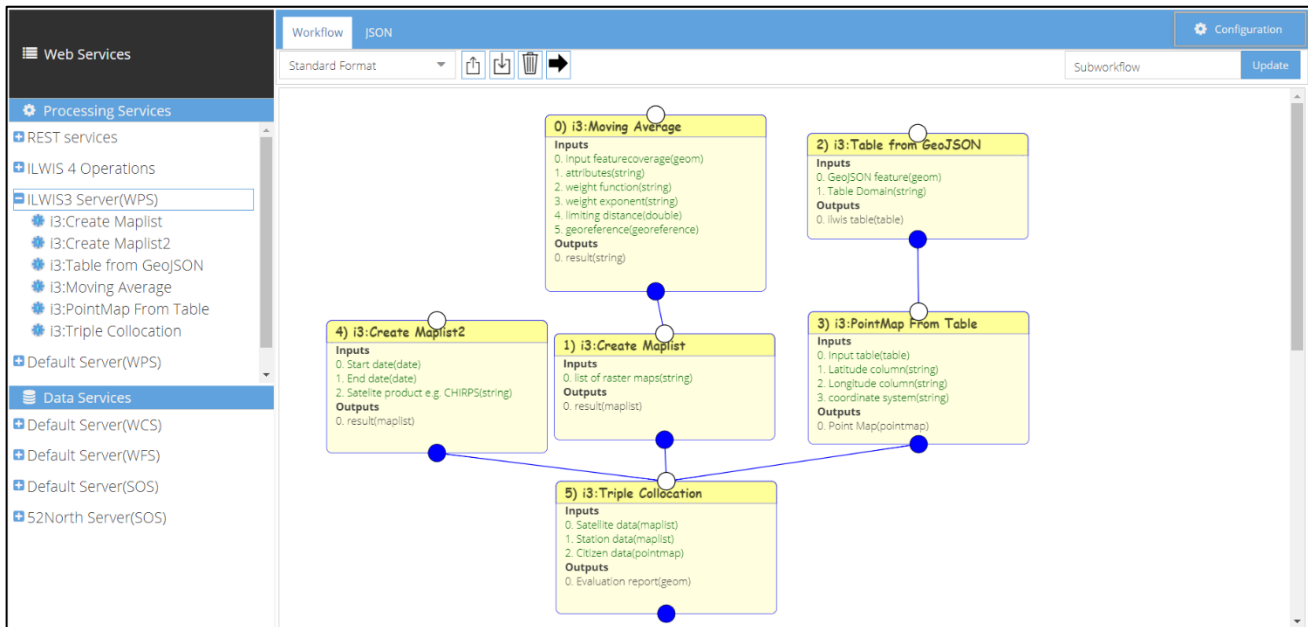 Web Services
Processing Services
REST services
ILWIS 4 Operations
ILWIS3 Server(WPS)
i3:Create Maplist
i3:Create Maplist2
i3:Table from GeoJSON
i3:Moving Average
i3:PointMap From Table
i3:Triple Collocation
Default Server(WPS)
Data Services
Default Server(WCS)
Default Server(WFS)
Default Server(SOS)
52North Server(SOS)
Workflow
JSON
Configuration
Standard Format
Subworkflow
Update
0) i3:Moving Average
Inputs
0. input featurecoverage(geom)
1. attributes(string)
2. weight function(string)
3. weight exponent(string)
4. limiting distance(double)
5. georeference(georeference)
Outputs
0. result(string)
2) i3:Table from GeoJSON
Inputs
0. GeoJSON feature(geom)
1. Table Domain(string)
Outputs
0. ilwis table(table)
4) i3:Create Maplist2
Inputs
0. Start date(date)
1. End date(date)
2. Satelite product e.g. CHIRPS(string)
Outputs
0. result(maplist)
1) i3:Create Maplist
Inputs
0. list of raster maps(string)
Outputs
0. result(maplist)
3) i3:PointMap From Table
Inputs
0. Input table(table)
1. Latitude column(string)
2. Longitude column(string)
3. coordinate system(string)
Outputs
0. Point Map(pointmap)
5) i3:Triple Collocation
Inputs
0. Satellite data(maplist)
1. Station data(maplist)
2. Citizen data(pointmap)
Outputs
0. Evaluation report(geom)